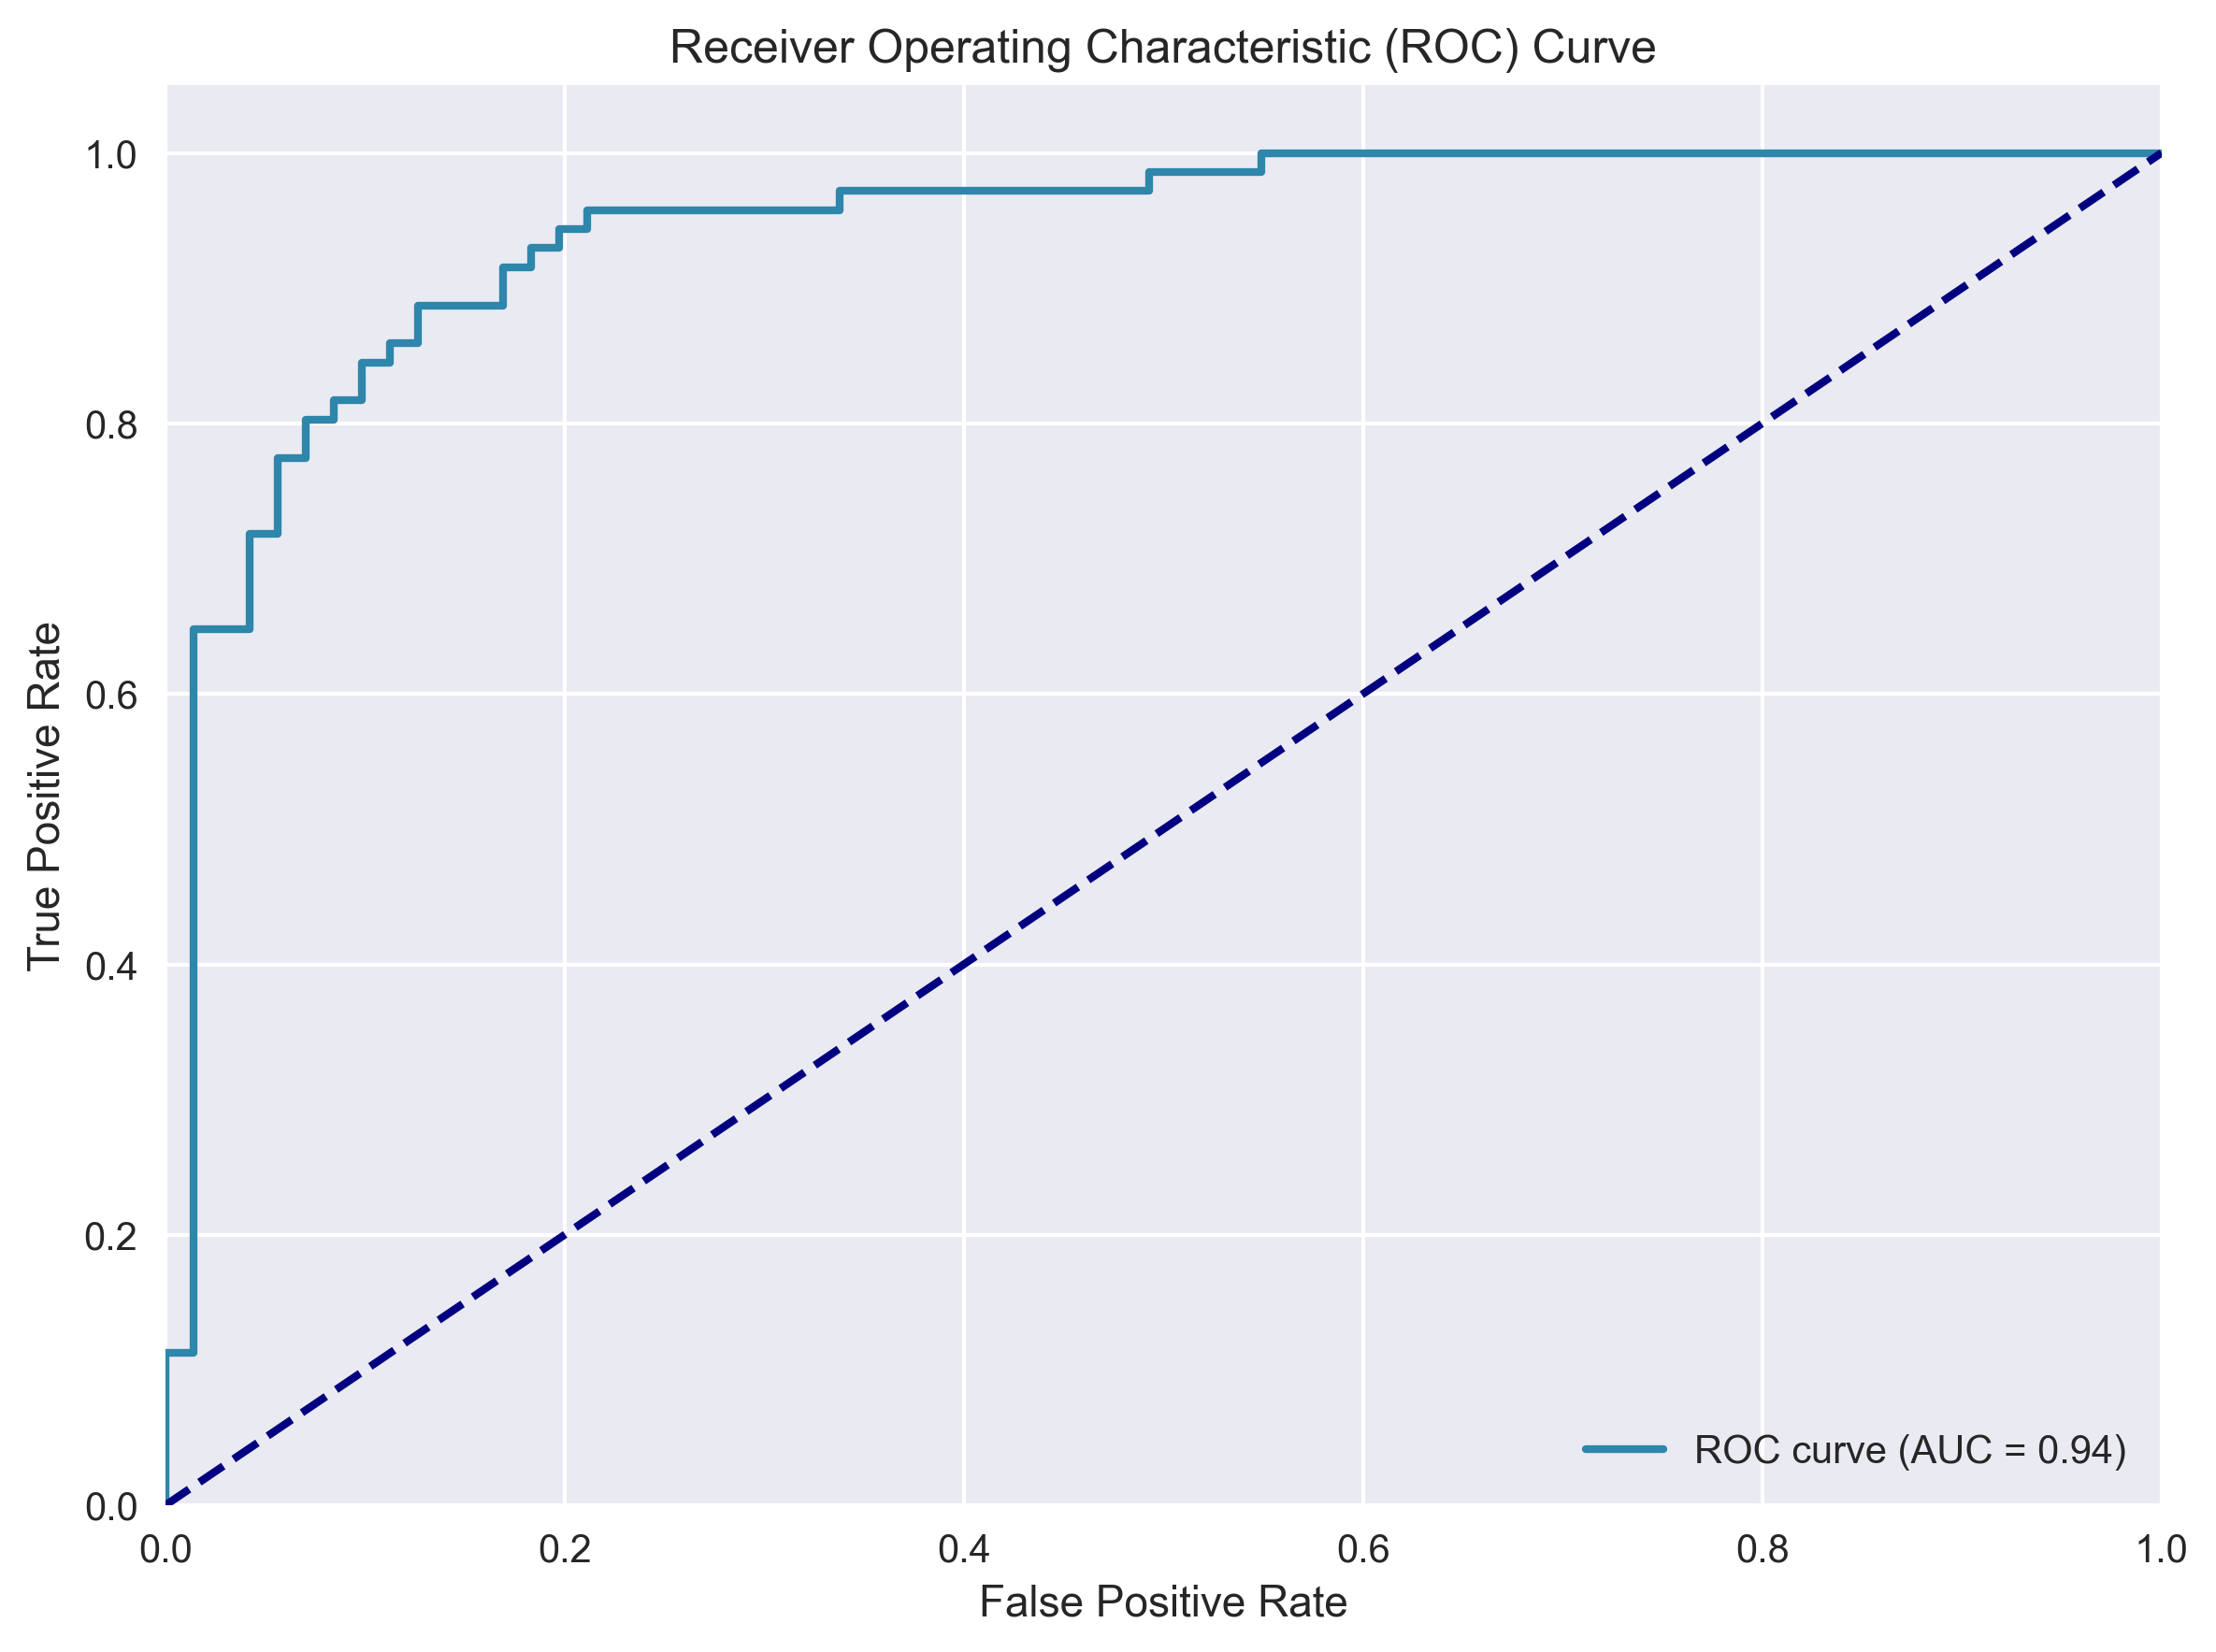 Receiver Operating Characteristic (ROC) Curve
1.0
0.8
0.6
0.4
0.2
0.0
True Positive Rate
0.0 0.2 0.4 0.6 0.8 1.0
False Positive Rate
ROC curve (AUC = 0.94)